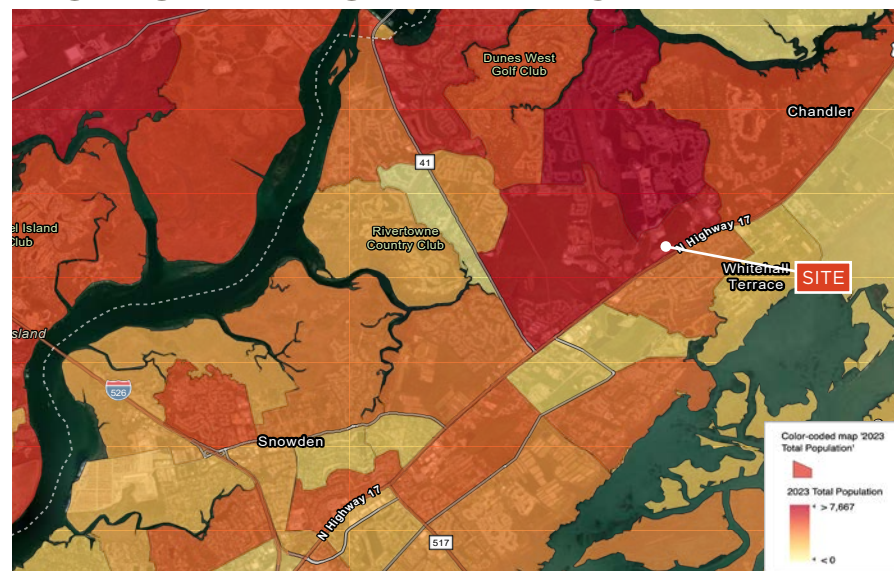 Dunes West
Golf Club
Chandler
41
Rivertowne
Country Club
N Highway 17
Whitehall
Terrace
SITE
el Island
Club
sland
526
Snowden
N Highway 17
517
Color-coded map '2023
Total Population'
2023 Total Population
> 7,667
< 0